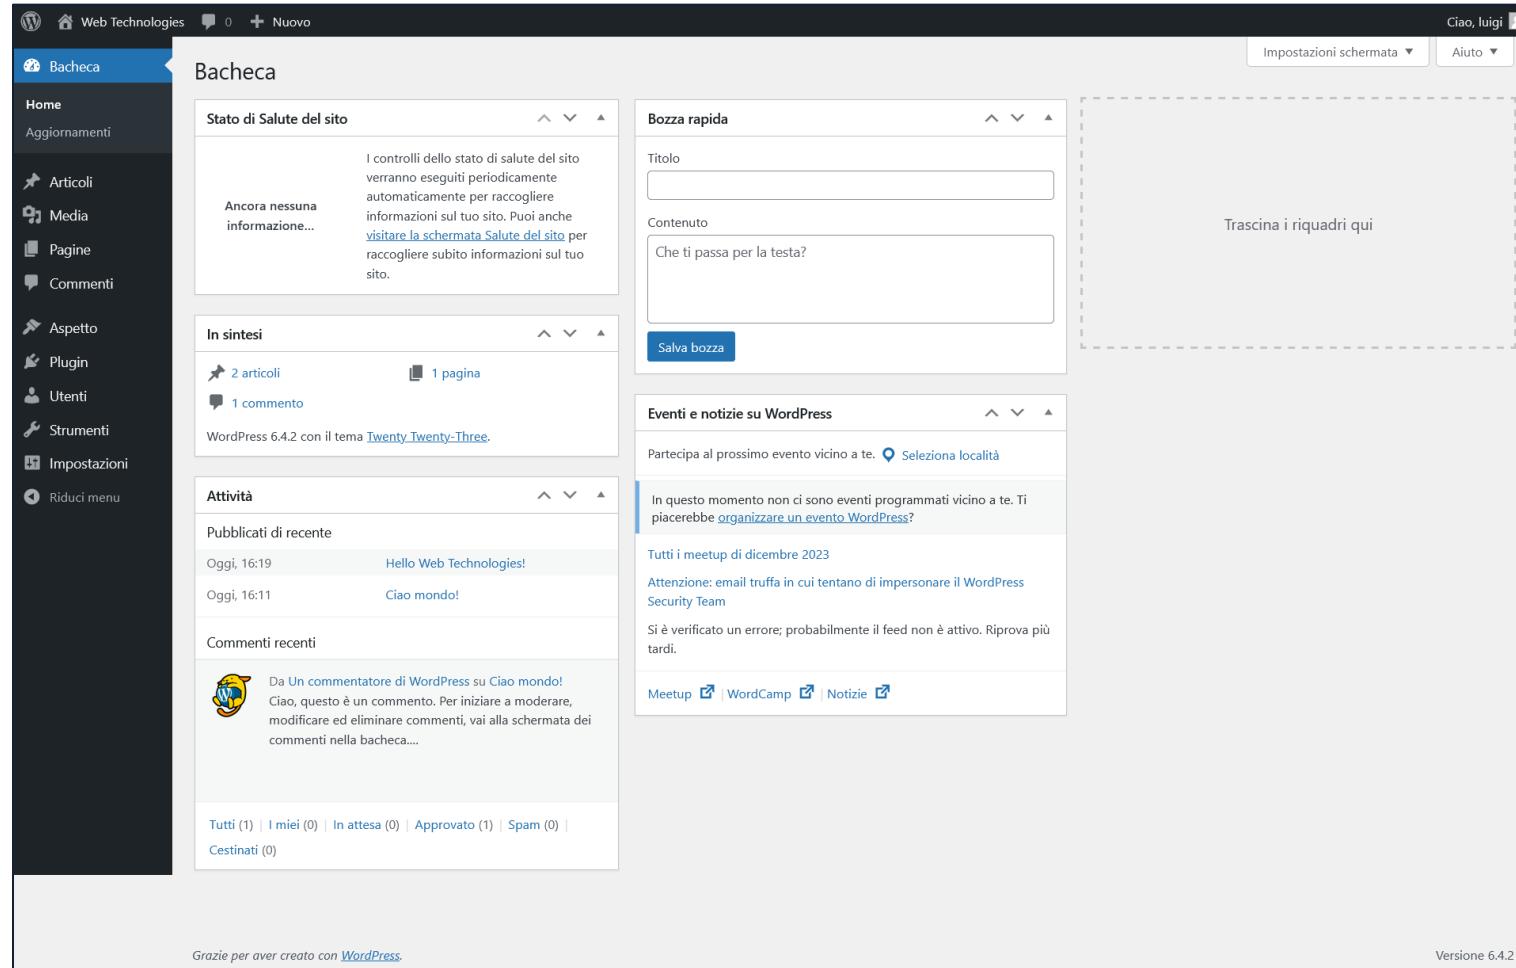 Web Technologies 0 Nuovo Ciao, luigi
Bacheca
Home
Aggiornamenti
Articoli
Media
Pagine
Commenti
Aspetto
Plugin
Utenti
Strumenti
Impostazioni
Riduci menu
Impostazioni schermata Aiuto
Bacheca
Stato di Salute del sito
Ancora nessuna
informazione...
I controlli dello stato di salute del sito
verranno eseguiti periodicamente
automaticamente per raccogliere
informazioni sul tuo sito. Puoi anche
visitare la schermata Salute del sito per
raccogliere subito informazioni sul tuo
sito.
In sintesi
2 articoli 1 pagina
1 commento
WordPress 6.4.2 con il tema Twenty Twenty-Three.
Attività
Pubblicati di recente
Oggi, 16:19 Hello Web Technologies!
Oggi, 16:11 Ciao mondo!
Commenti recenti
Da Un commentatore di WordPress su Ciao mondo!
Ciao, questo è un commento. Per iniziare a moderare,
modificare ed eliminare commenti, vai alla schermata dei
commenti nella bacheca....
Tutti (1) | I miei (0) | In attesa (0) | Approvato (1) | Spam (0) |
Cestinati (0)
Bozza rapida
Titolo
Contenuto
Che ti passa per la testa?
Salva bozza
Eventi e notizie su WordPress
Partecipa al prossimo evento vicino a te. Seleziona località
In questo momento non ci sono eventi programmati vicino a te. Ti
piacerebbe organizzare un evento WordPress?
Tutti i meetup di dicembre 2023
Attenzione: email truffa in cui tentano di impersonare il WordPress
Security Team
Si è verificato un errore; probabilmente il feed non è attivo. Riprova più
tardi.
Meetup | WordCamp | Notizie
Trascina i riquadri qui
Grazie per aver creato con WordPress.
Versione 6.4.2